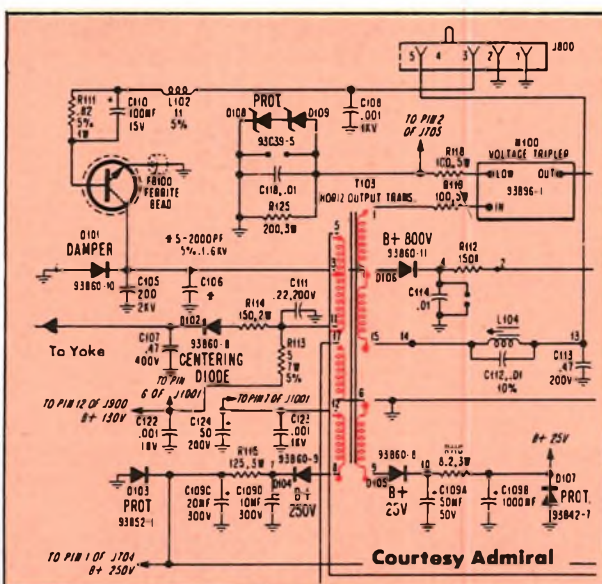 5 4 3 2 1
J800
R111
.82
5%
1W
C110
100MF
15V
L102
11
5%
PROT
D108
D109
93C39-5
C108
.001
1KV
TO PIN 2
OF J705
C118,.01
R125
200,3W
R118
100,5W
R119
100,5W
VOLTAGE TRIPLER
LOW OUT
93B96-1
IN
FB100
FERRITE
BEAD
T103
HORIZ OUTPUT TRANS.
D101
DAMPER
93B60-10
5-2000PF
5%,1.6KV
C105
200
2KV
C106
B+ 800V
93B60-11
D106
R112
150Ω
C114
.01
C111
.22,200V
R114
150,2W
D102
93B60-8
CENTERING
DIODE
To Yoke
C107
.47
400V
R113
5
7W
5%
L104
C112,.01
10%
C113
.47
200V
TO PIN
6 OF J1001
TO PIN 7 OF J1001
TO PIN 12 OF J900
B+ 130V
C122
.001
1KV
C124
50
200V
.001
1KV
D103
PROT
93B52-1
125,3W
C109C
20MF
300V
C109D
10MF
300V
D104
93B60-9
B+
250V
93B60-8
D105
B+
25V
8.2,3W
C109A
50MF
50V
C109B
1000MF
B+ 25V
D107
PROT.
93B42-7
TO PIN 1 OF J704
B+ 250V
Courtesy Admiral